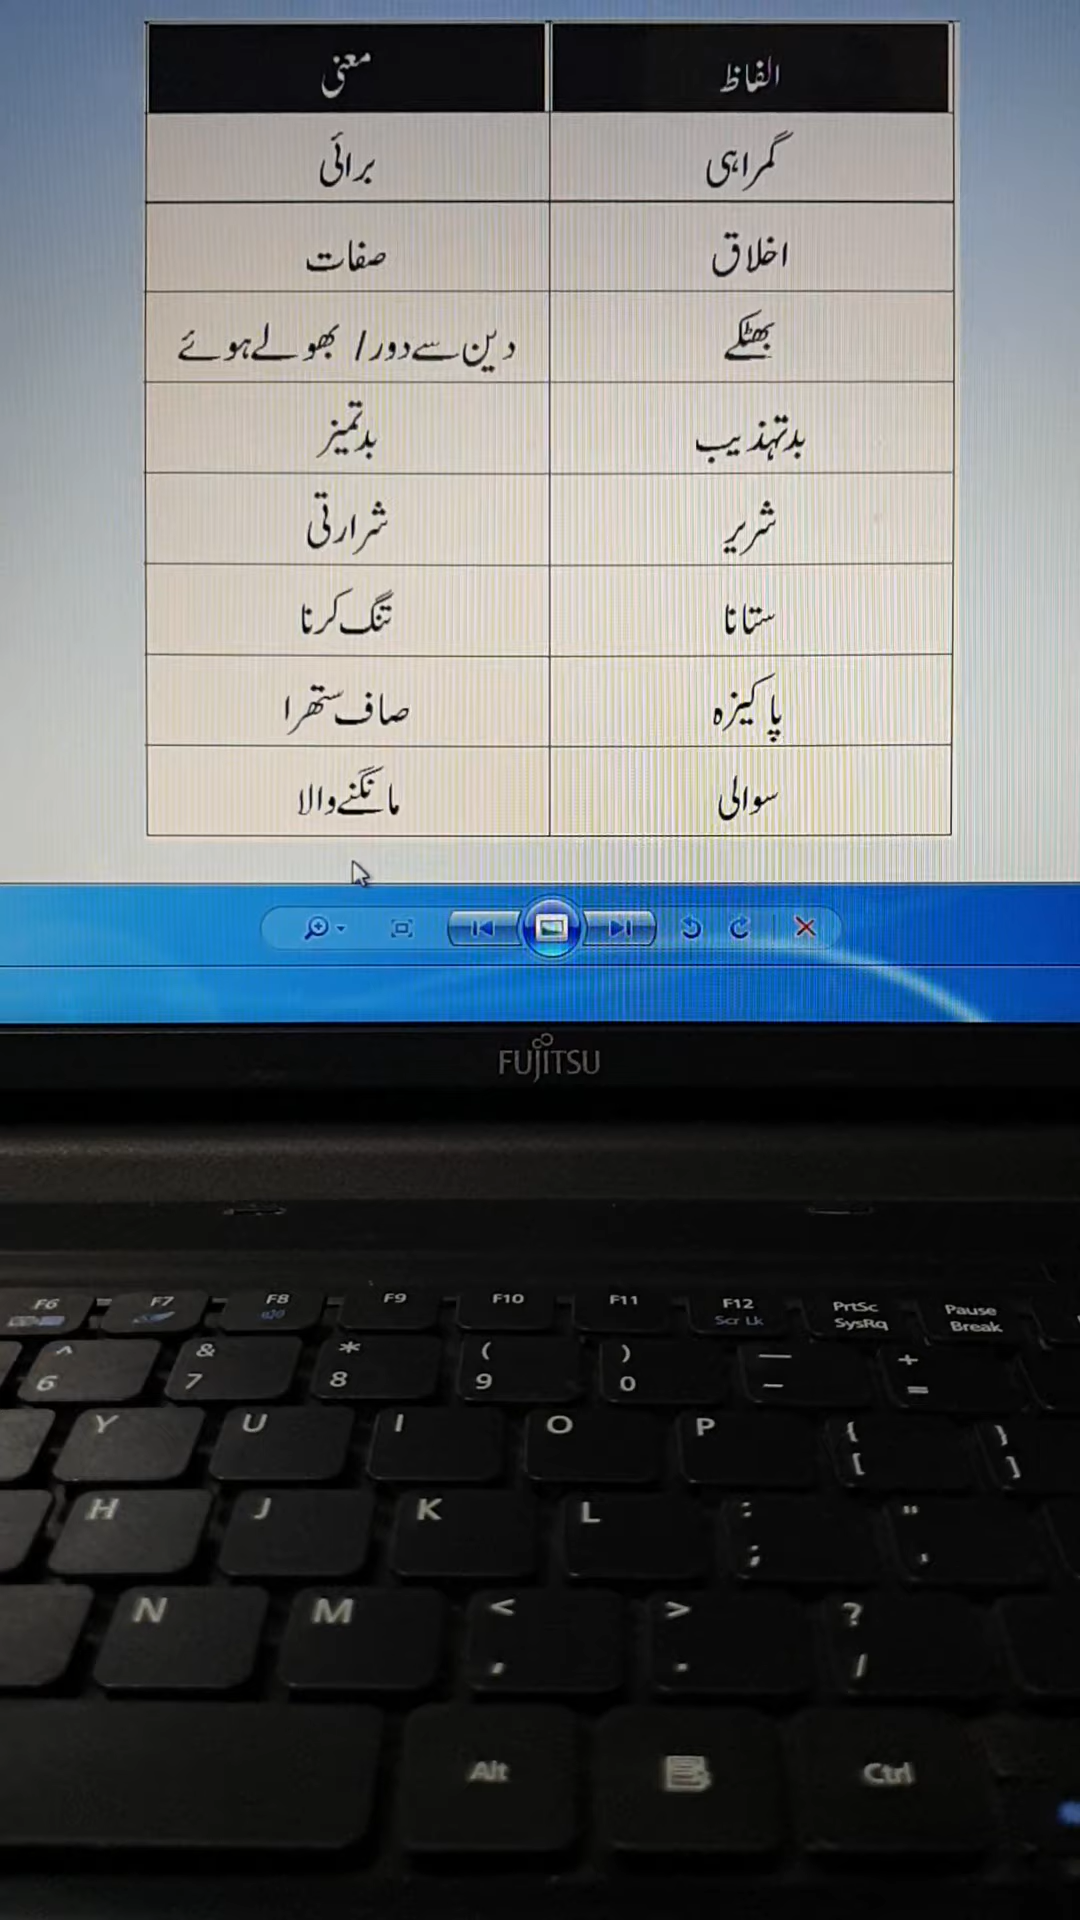 الفاظ	معنی
گمراہی	برائی
اخلاق	صفات
بھٹکے	دین سے دور / بھولے ہوئے
بدتہذیب	بدتمیز
شریر	شرارتی
ستانا	تنگ کرنا
پاکیزہ	صاف ستھرا
سوالی	مانگنے والا
FUJITSU
F6 F7 F8 F9 F10 F11 F12 PrtSc Pause
Scr Lk SysRq Break
^ & * ( ) — +
6 7 8 9 0 – =
Y U I O P { }
[ ]
H J K L : "
; '
N M < > ?
, . /
Alt Ctrl